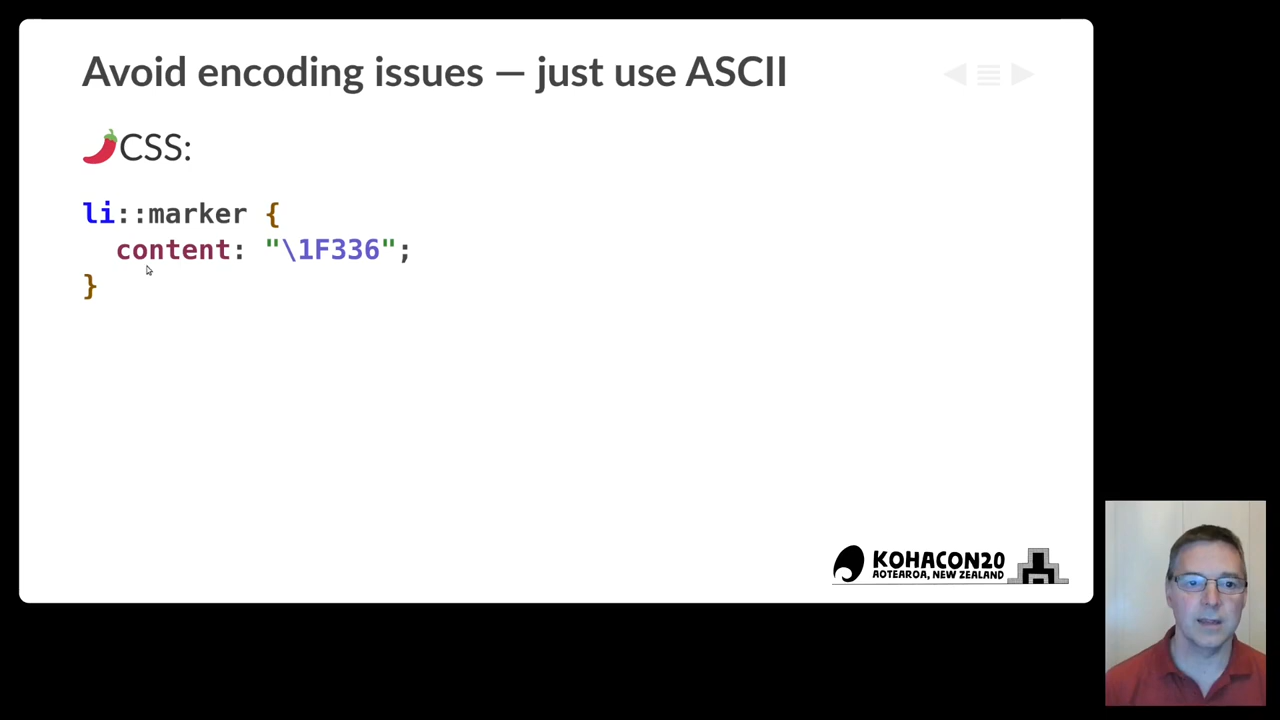 Avoid encoding issues — just use ASCII
🌶CSS:
li::marker {
  content: "\1F336";
}
KOHACON20
AOTEAROA, NEW ZEALAND